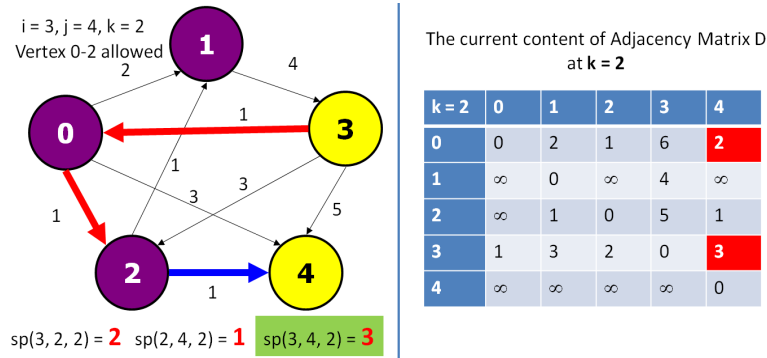 i = 3, j = 4, k = 2
Vertex 0-2 allowed
1
2
4
0
1
3
1
3
3
5
1
2
4
1
sp(3, 2, 2) = 2 sp(2, 4, 2) = 1 sp(3, 4, 2) = 3
The current content of Adjacency Matrix D
at k = 2
k = 2 0 1 2 3 4
0 0 2 1 6 2
1 ∞ 0 ∞ 4 ∞
2 ∞ 1 0 5 1
3 1 3 2 0 3
4 ∞ ∞ ∞ ∞ 0